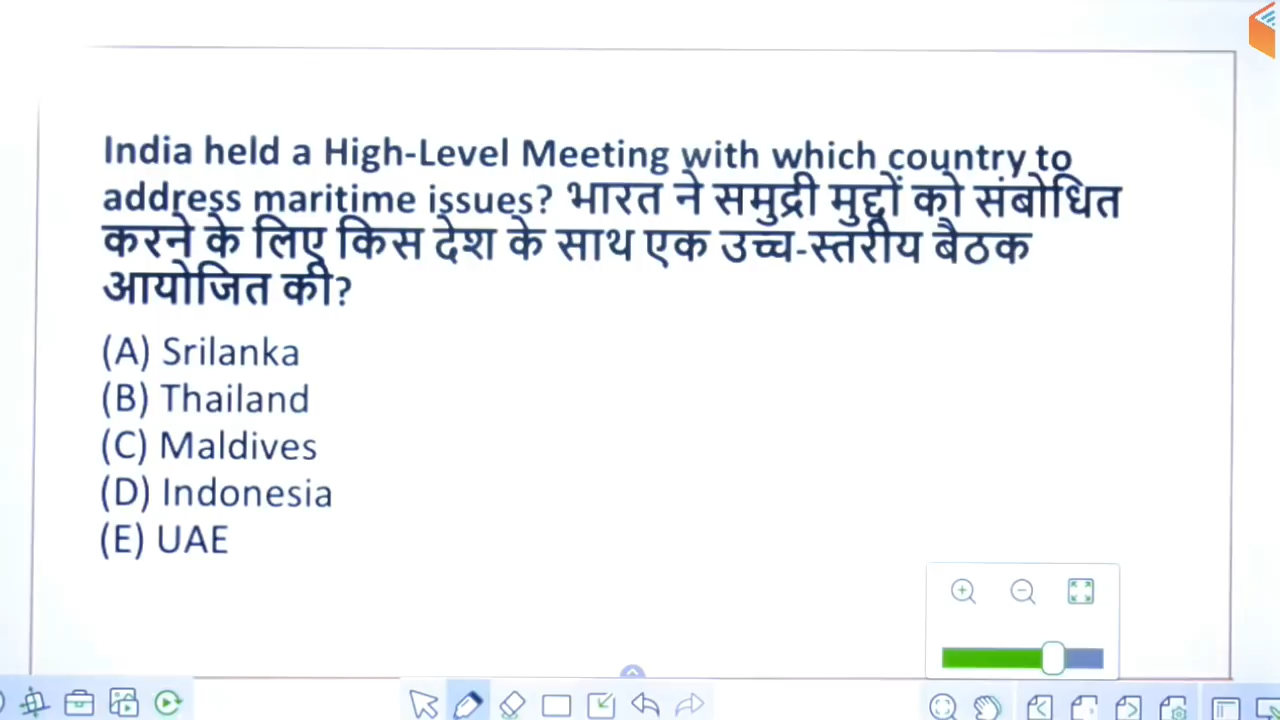 India held a High-Level Meeting with which country to
address maritime issues? भारत ने समुद्री मुद्दों को संबोधित
करने के लिए किस देश के साथ एक उच्च-स्तरीय बैठक
आयोजित की?
(A) Srilanka
(B) Thailand
(C) Maldives
(D) Indonesia
(E) UAE